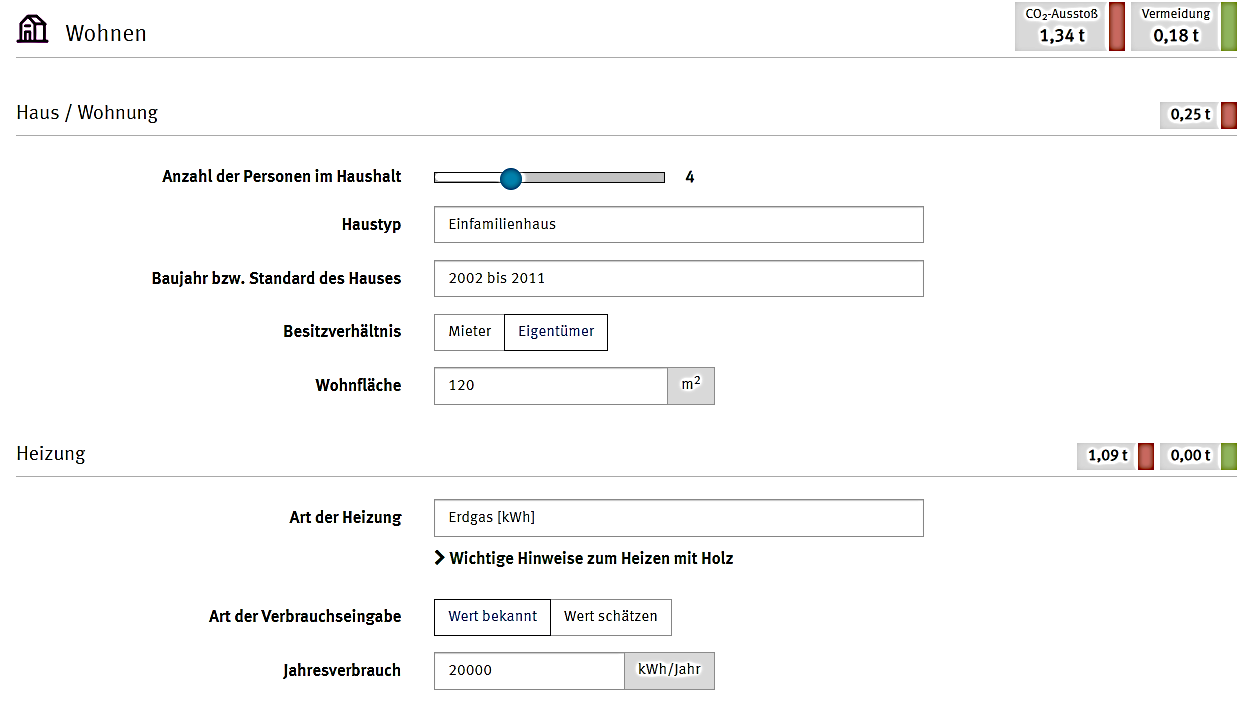 Wohnen
CO₂-Ausstoß
1,34 t
Vermeidung
0,18 t
Haus / Wohnung
0,25 t
Anzahl der Personen im Haushalt
4
Haustyp
Einfamilienhaus
Baujahr bzw. Standard des Hauses
2002 bis 2011
Besitzverhältnis
Mieter
Eigentümer
Wohnfläche
120
m²
Heizung
1,09 t
0,00 t
Art der Heizung
Erdgas [kWh]
Wichtige Hinweise zum Heizen mit Holz
Art der Verbrauchseingabe
Wert bekannt
Wert schätzen
Jahresverbrauch
20000
kWh/Jahr